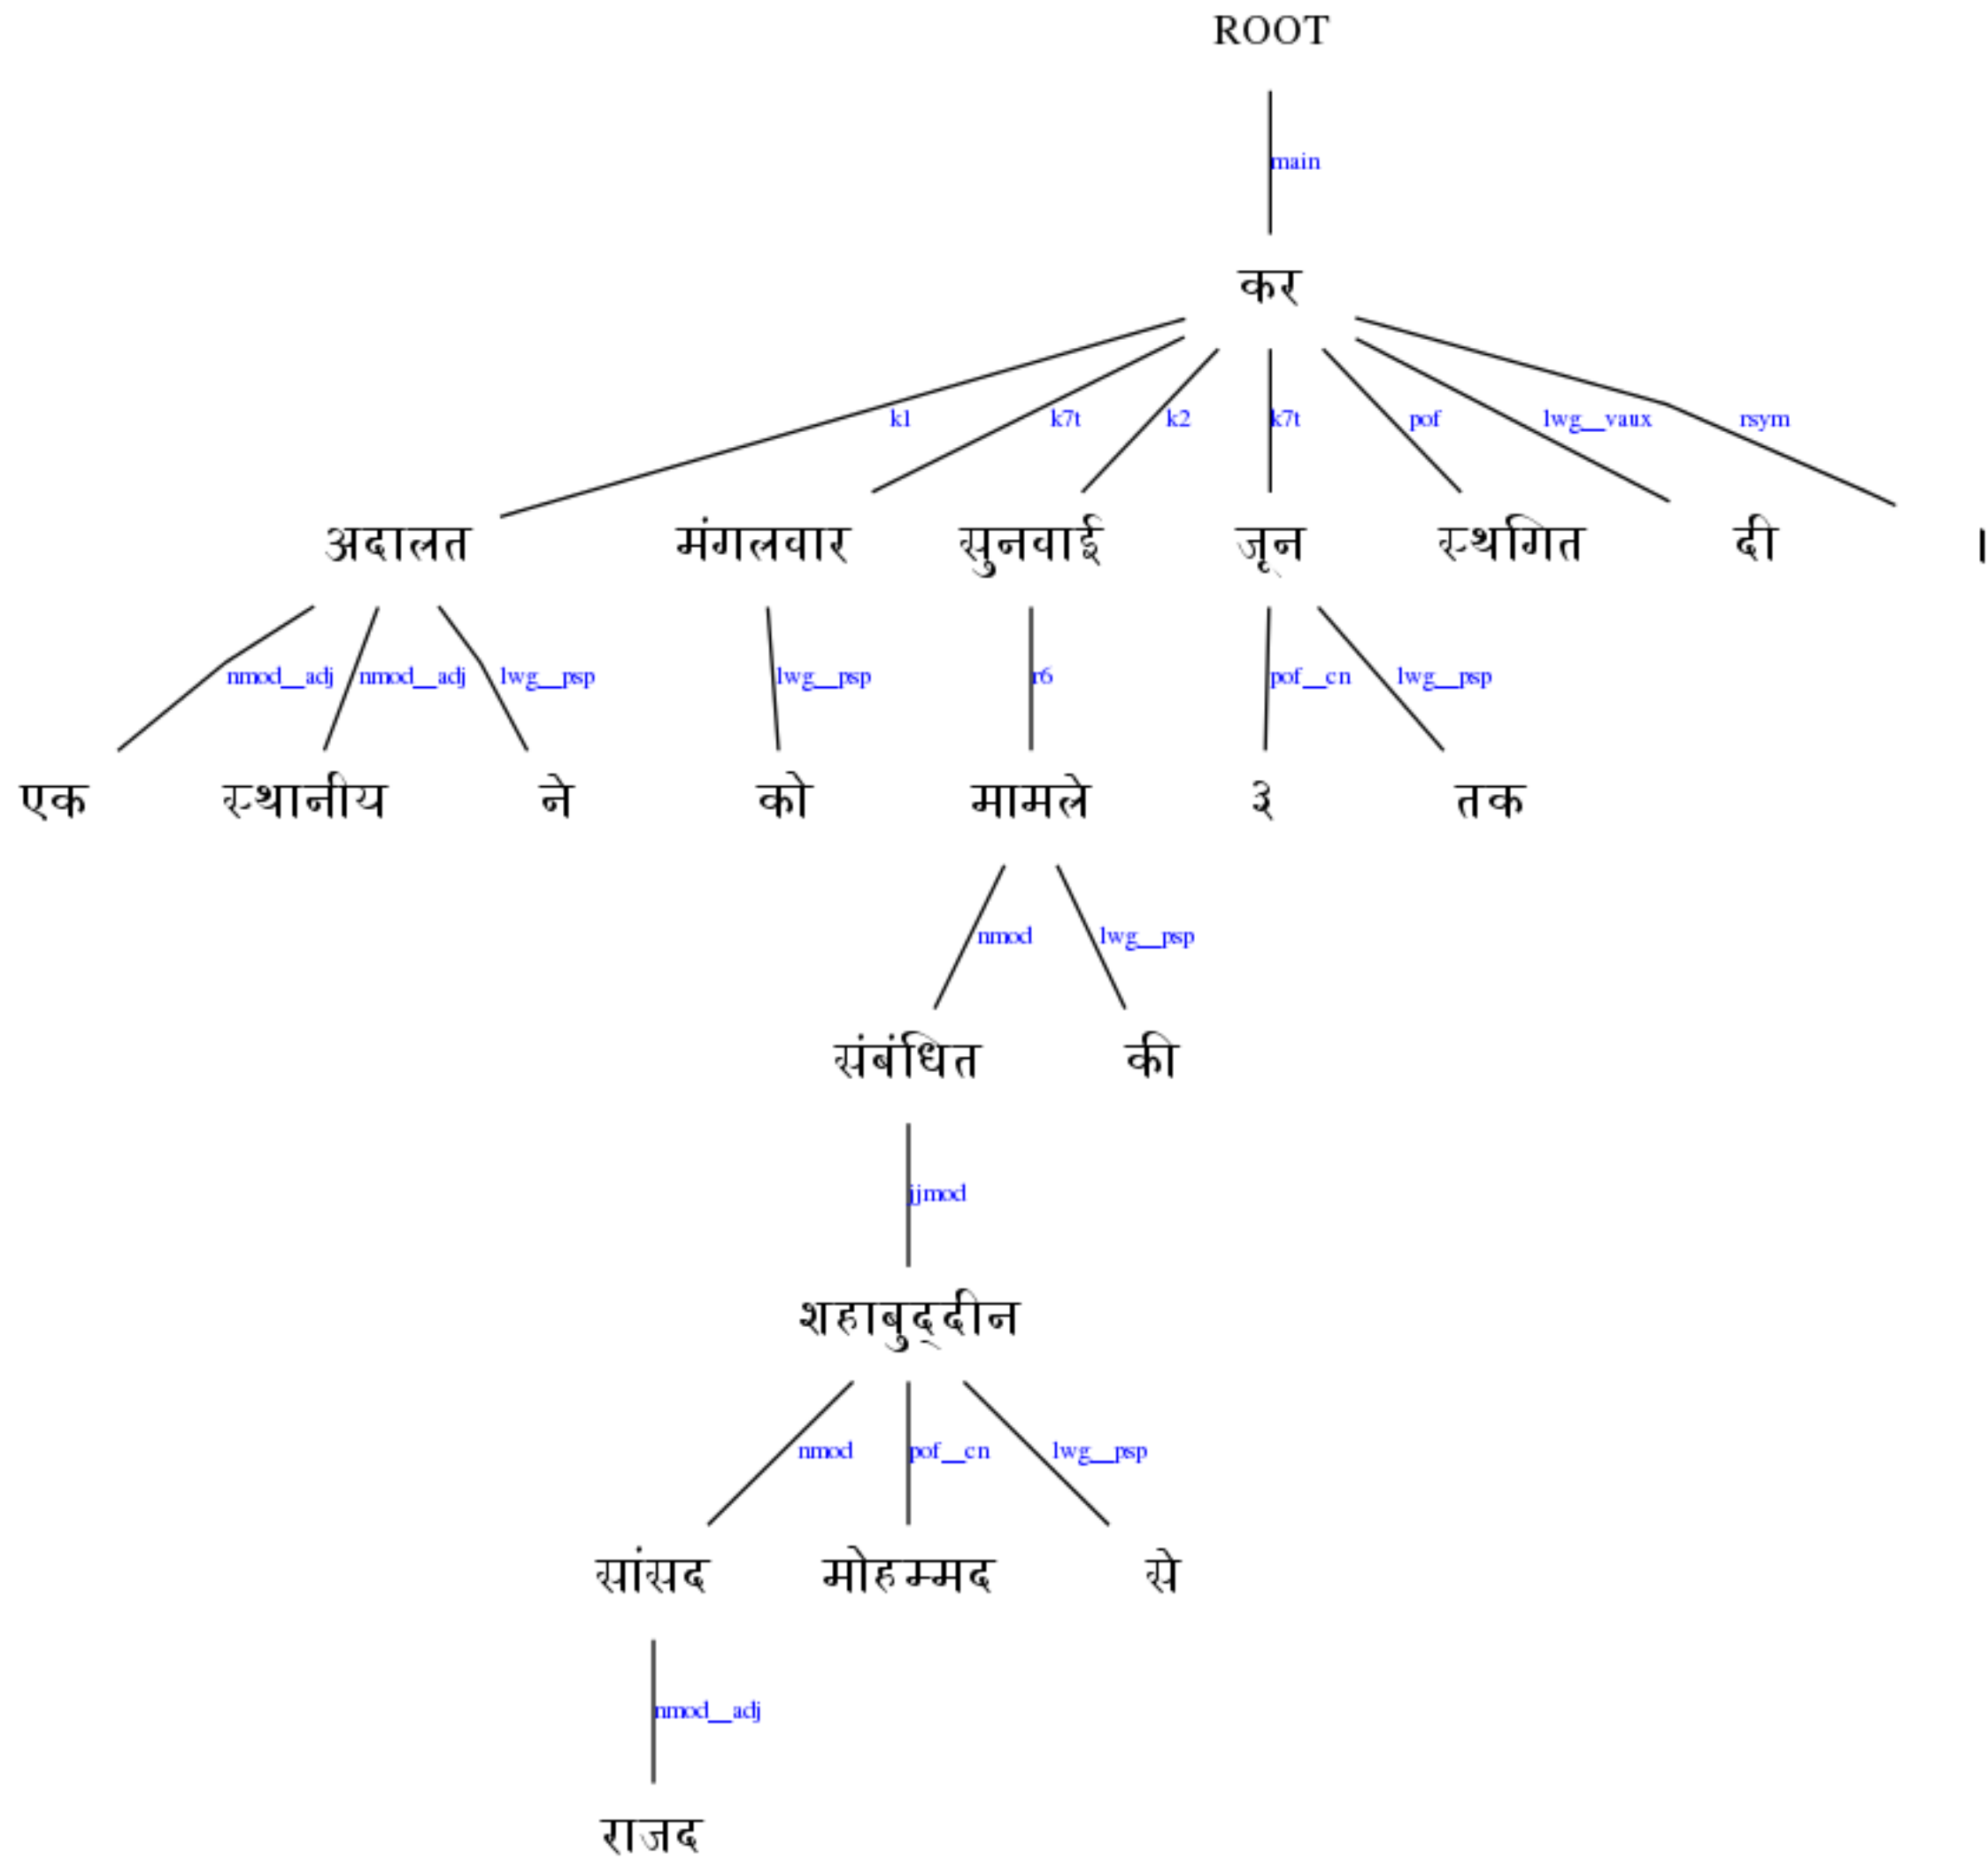 ROOT
main
कर
k1 k7t k2 k7t pof lwg__vaux rsym
अदालत मंगलवार सुनवाई जून स्थगित दी ।
nmod__adj nmod__adj lwg__psp lwg__psp r6 pof__cn lwg__psp
एक स्थानीय ने को मामले ३ तक
nmod lwg__psp
संबंधित की
jjmod
शहाबुद्दीन
nmod pof__cn lwg__psp
सांसद मोहम्मद से
nmod__adj
राजद